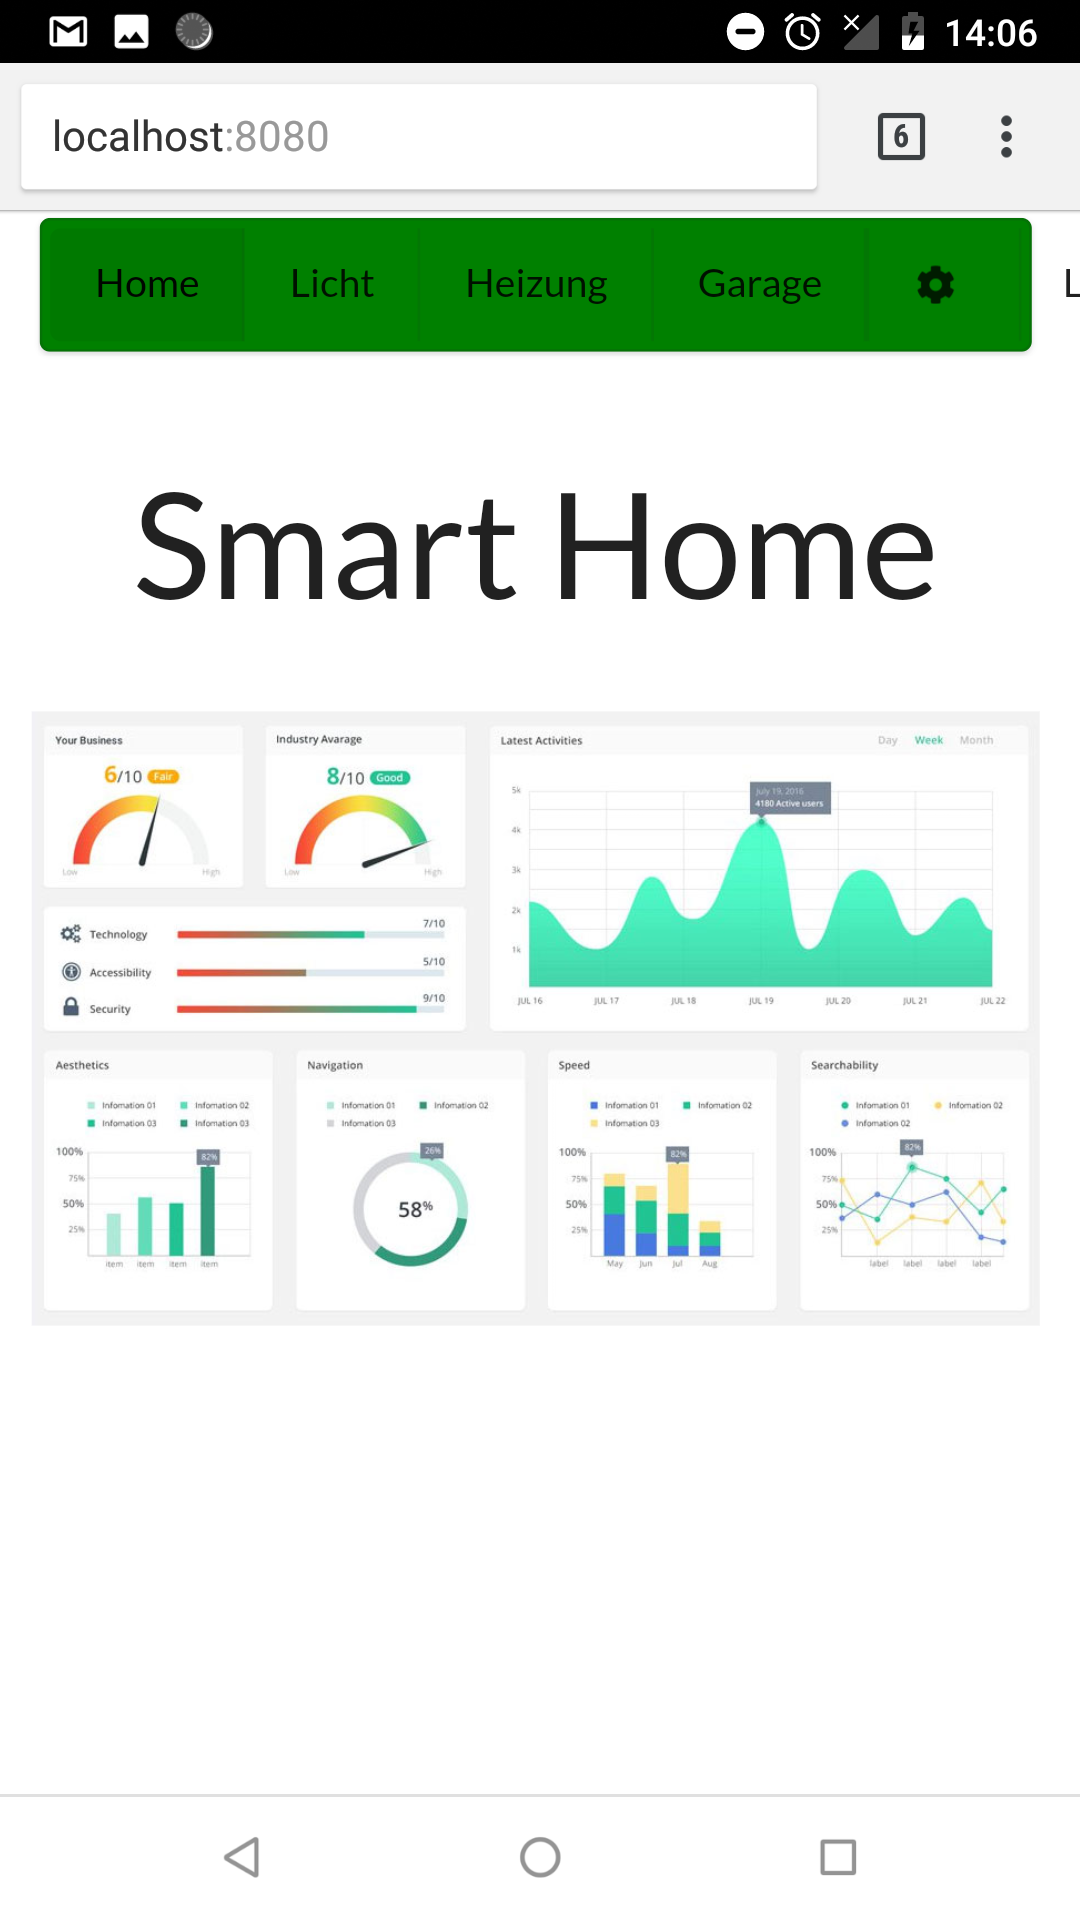 14:06
localhost:8080
6
Home Licht Heizung Garage L
Smart Home
Your Business
6/10 Fair
Low High
Industry Avarage
8/10 Good
Low High
Latest Activities Day Week Month
July 19, 2016
4180 Active users
5k
4k
3k
2k
1k
JUL 16 JUL 17 JUL 18 JUL 19 JUL 20 JUL 21 JUL 22
Technology 7/10
Accessibility 5/10
Security 9/10
Aesthetics
Infomation 01 Infomation 02
Infomation 03 Infomation 03
82%
100%
75%
50%
25%
item item item item
Navigation
Infomation 01 Infomation 02
Infomation 03
26%
58%
Speed
Infomation 01 Infomation 02
Infomation 03
82%
100%
75%
50%
25%
May Jun Jul Aug
Searchability
Infomation 01 Infomation 02
Infomation 02
82%
100%
75%
50%
25%
label label label label